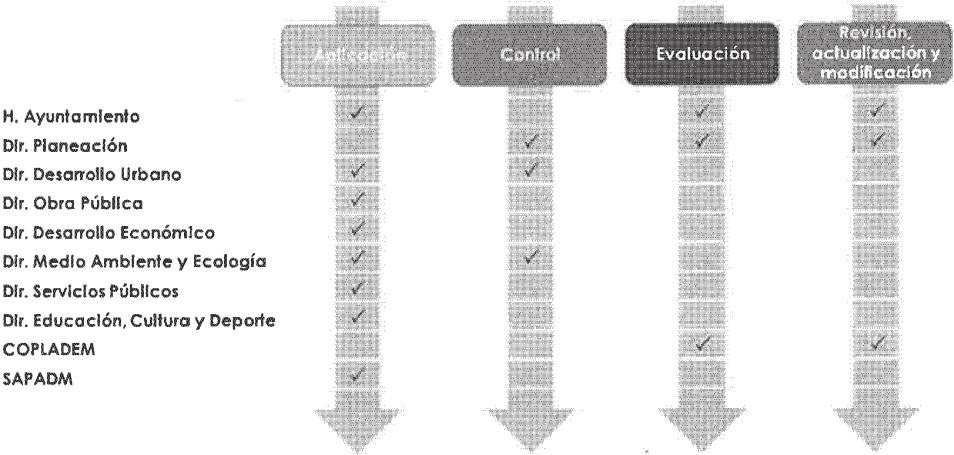 Aplicación
Control
Evaluación
Revisión,
actualización y
modificación
H. Ayuntamiento ✓ ✓ ✓
Dir. Planeación ✓ ✓ ✓
Dir. Desarrollo Urbano ✓ ✓
Dir. Obra Pública ✓
Dir. Desarrollo Económico ✓
Dir. Medio Ambiente y Ecología ✓ ✓
Dir. Servicios Públicos ✓
Dir. Educación, Cultura y Deporte ✓
COPLADEM ✓ ✓
SAPADM ✓